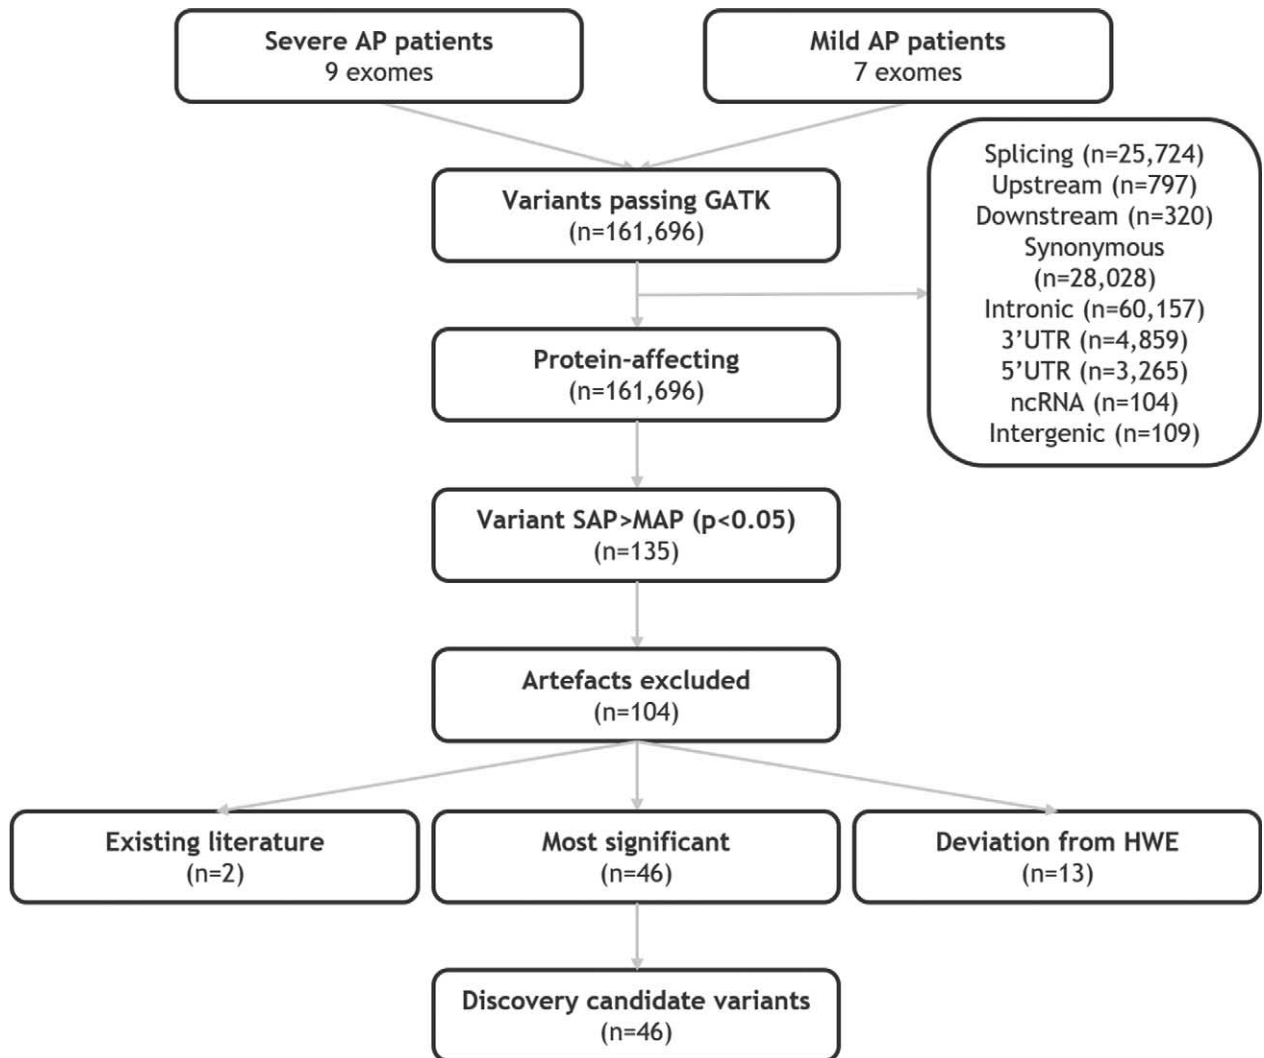 Severe AP patients
9 exomes
Mild AP patients
7 exomes
Splicing (n=25,724)
Upstream (n=797)
Downstream (n=320)
Synonymous
(n=28,028)
Intronic (n=60,157)
3’UTR (n=4,859)
5’UTR (n=3,265)
ncRNA (n=104)
Intergenic (n=109)
Variants passing GATK
(n=161,696)
Protein-affecting
(n=161,696)
Variant SAP>MAP (p<0.05)
(n=135)
Artefacts excluded
(n=104)
Existing literature
(n=2)
Most significant
(n=46)
Deviation from HWE
(n=13)
Discovery candidate variants
(n=46)